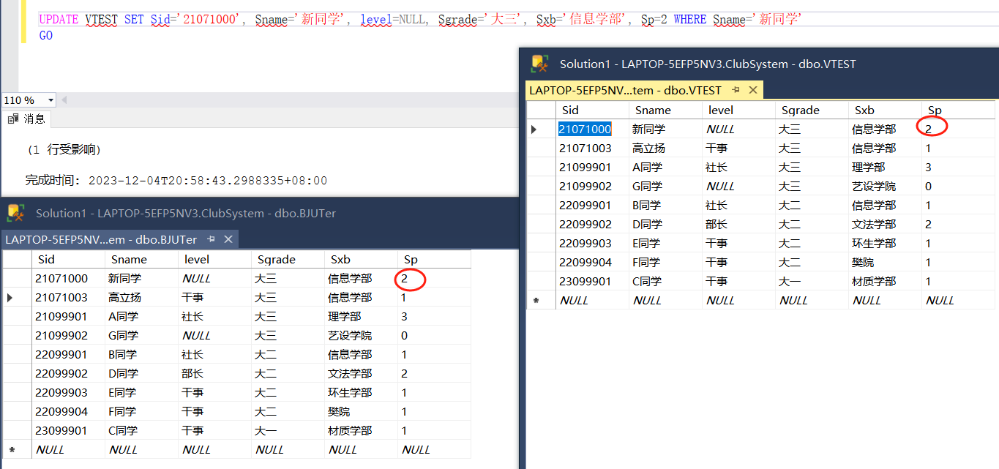 UPDATE VTEST SET Sid='21071000', Sname='新同学', level=NULL, Sgrade='大三', Sxb='信息学部', Sp=2 WHERE Sname='新同学'
GO
110 %
消息
(1 行受影响)
完成时间: 2023-12-04T20:58:43.2988335+08:00
Solution1 - LAPTOP-5EFP5NV3.ClubSystem - dbo.BJUTer
LAPTOP-5EFP5NV...em - dbo.BJUTer
Sid Sname level Sgrade Sxb Sp
21071000 新同学 NULL 大三 信息学部 2
21071003 高立扬 干事 大三 信息学部 1
21099901 A同学 社长 大三 理学部 3
21099902 G同学 NULL 大三 艺设学院 0
22099901 B同学 社长 大二 信息学部 1
22099902 D同学 部长 大二 文法学部 2
22099903 E同学 干事 大二 环生学部 1
22099904 F同学 干事 大二 樊院 1
23099901 C同学 干事 大一 材质学部 1
NULL NULL NULL NULL NULL NULL
Solution1 - LAPTOP-5EFP5NV3.ClubSystem - dbo.VTEST
LAPTOP-5EFP5NV...tem - dbo.VTEST
Sid Sname level Sgrade Sxb Sp
21071000 新同学 NULL 大三 信息学部 2
21071003 高立扬 干事 大三 信息学部 1
21099901 A同学 社长 大三 理学部 3
21099902 G同学 NULL 大三 艺设学院 0
22099901 B同学 社长 大二 信息学部 1
22099902 D同学 部长 大二 文法学部 2
22099903 E同学 干事 大二 环生学部 1
22099904 F同学 干事 大二 樊院 1
23099901 C同学 干事 大一 材质学部 1
NULL NULL NULL NULL NULL NULL